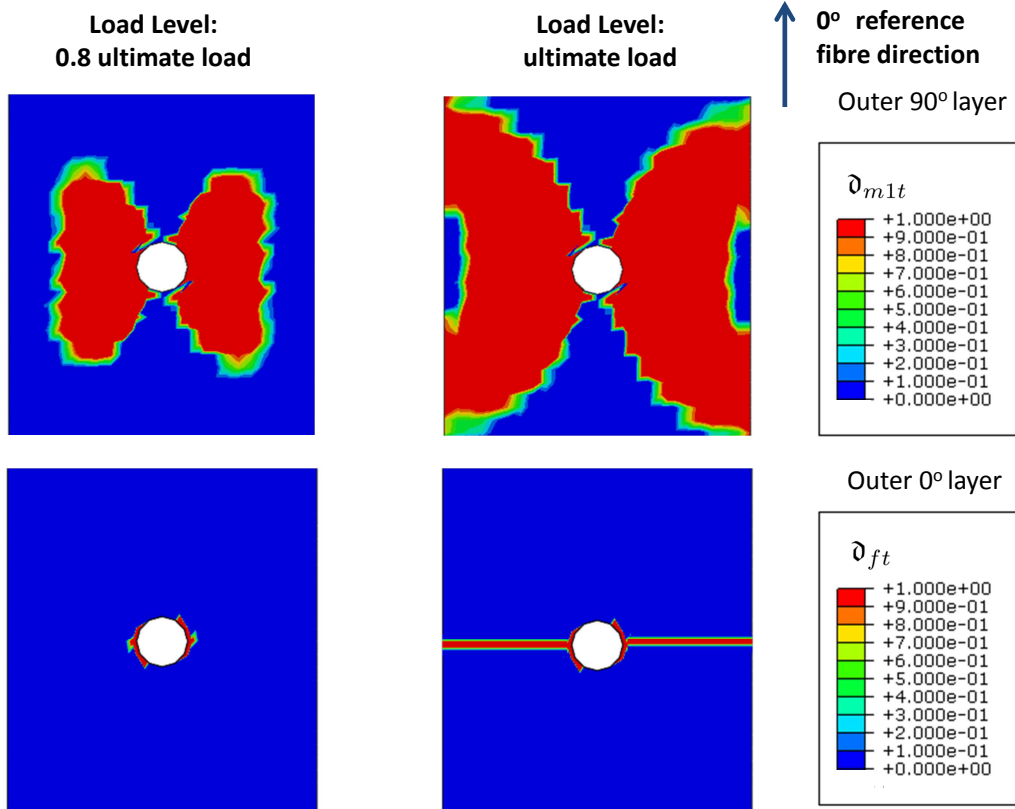 Load Level:
0.8 ultimate load
Load Level:
ultimate load
0º reference
fibre direction
Outer 90º layer
𝔡m1t
+1.000e+00
+9.000e-01
+8.000e-01
+7.000e-01
+6.000e-01
+5.000e-01
+4.000e-01
+3.000e-01
+2.000e-01
+1.000e-01
+0.000e+00
Outer 0º layer
𝔡ft
+1.000e+00
+9.000e-01
+8.000e-01
+7.000e-01
+6.000e-01
+5.000e-01
+4.000e-01
+3.000e-01
+2.000e-01
+1.000e-01
+0.000e+00